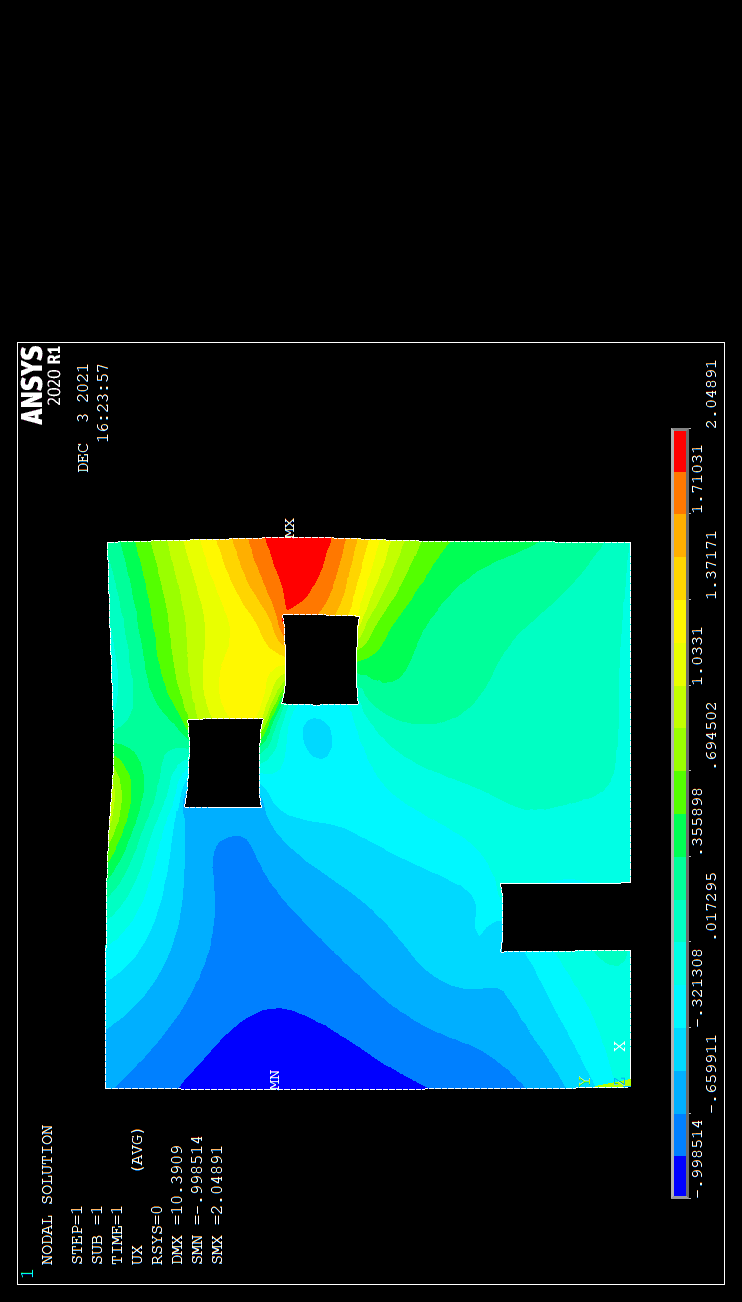 1
NODAL SOLUTION
STEP=1
SUB =1
TIME=1
UX       (AVG)
RSYS=0
DMX =10.3909
SMN =-.998514
SMX =2.04891
ANSYS
2020 R1
DEC  3 2021
16:23:57
MN
MX
Y
Z
X
-.998514
-.659911
-.321308
.017295
.355898
.694502
1.0331
1.37171
1.71031
2.04891